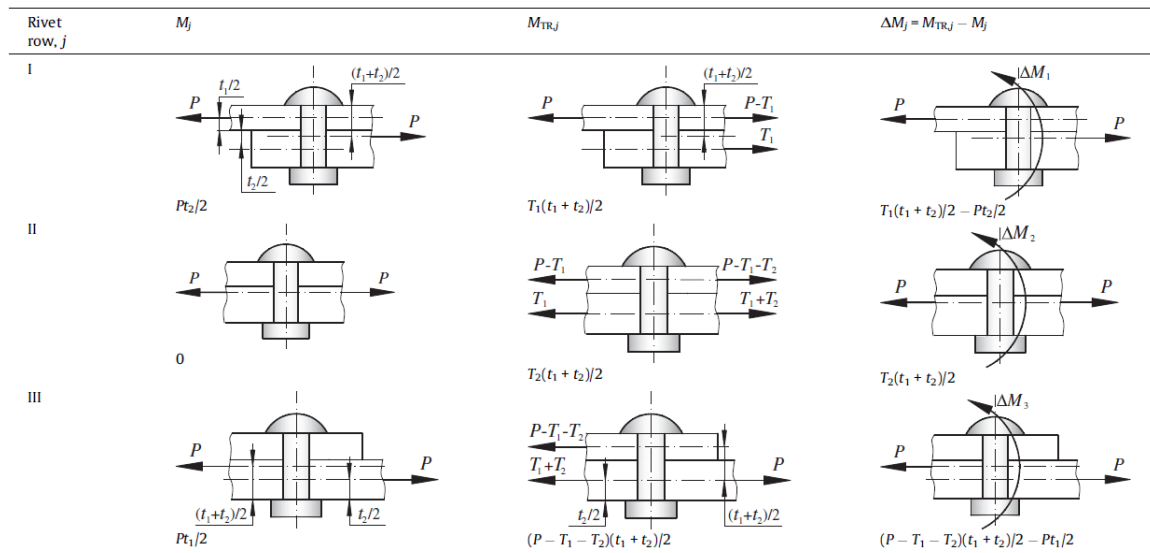 Rivet row, j M_j M_TR,j ΔM_j = M_TR,j − M_j
I
t_1/2 (t_1+t_2)/2 (t_1+t_2)/2 ΔM_1
P P P P-T_1 P P
T_1
t_2/2
Pt_2/2 T_1(t_1 + t_2)/2 T_1(t_1 + t_2)/2 − Pt_2/2
II
ΔM_2
P P P-T_1 P-T_1-T_2 P P
T_1 T_1+T_2
0 T_2(t_1 + t_2)/2 T_2(t_1 + t_2)/2
III
ΔM_3
P P P-T_1-T_2 P P P
T_1+T_2
(t_1+t_2)/2 t_2/2 t_2/2 (t_1+t_2)/2
Pt_1/2 (P − T_1 − T_2)(t_1 + t_2)/2 (P − T_1 − T_2)(t_1 + t_2)/2 − Pt_1/2